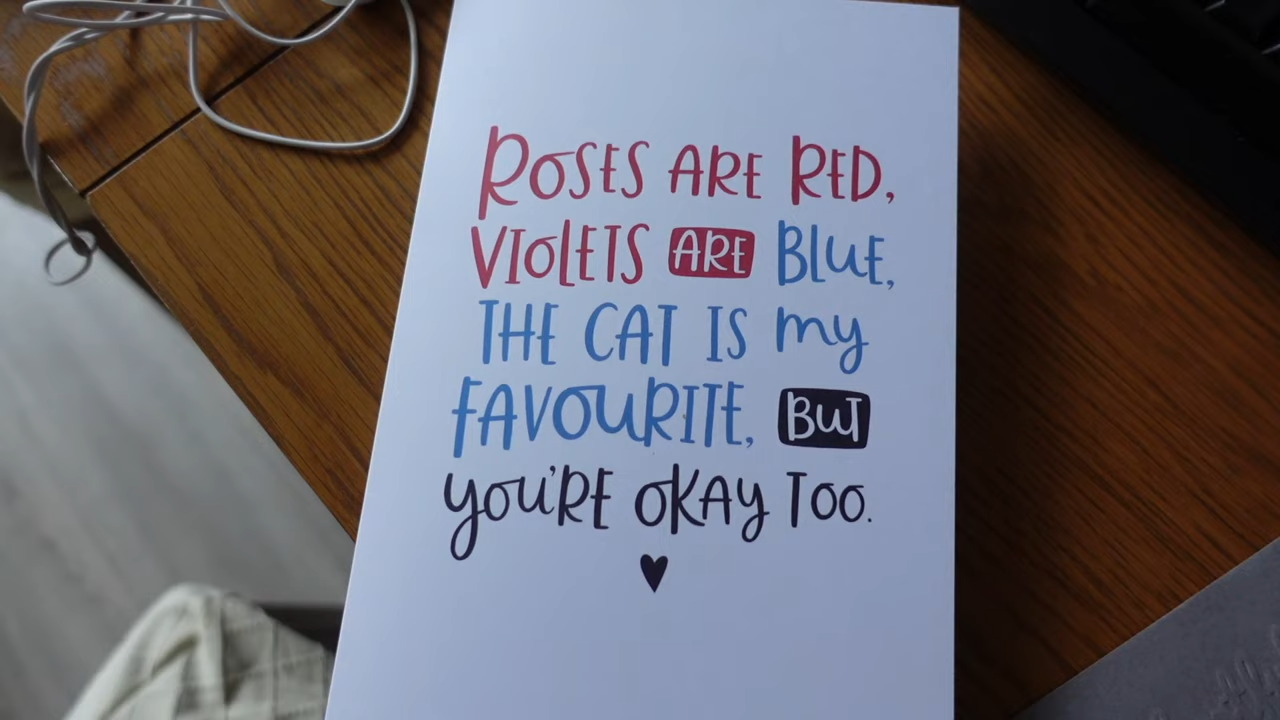 ROSES ARE RED,
VIOLETS ARE BLUE,
THE CAT IS my
FAVOURITE, BUT
you'RE OKAY TOO.